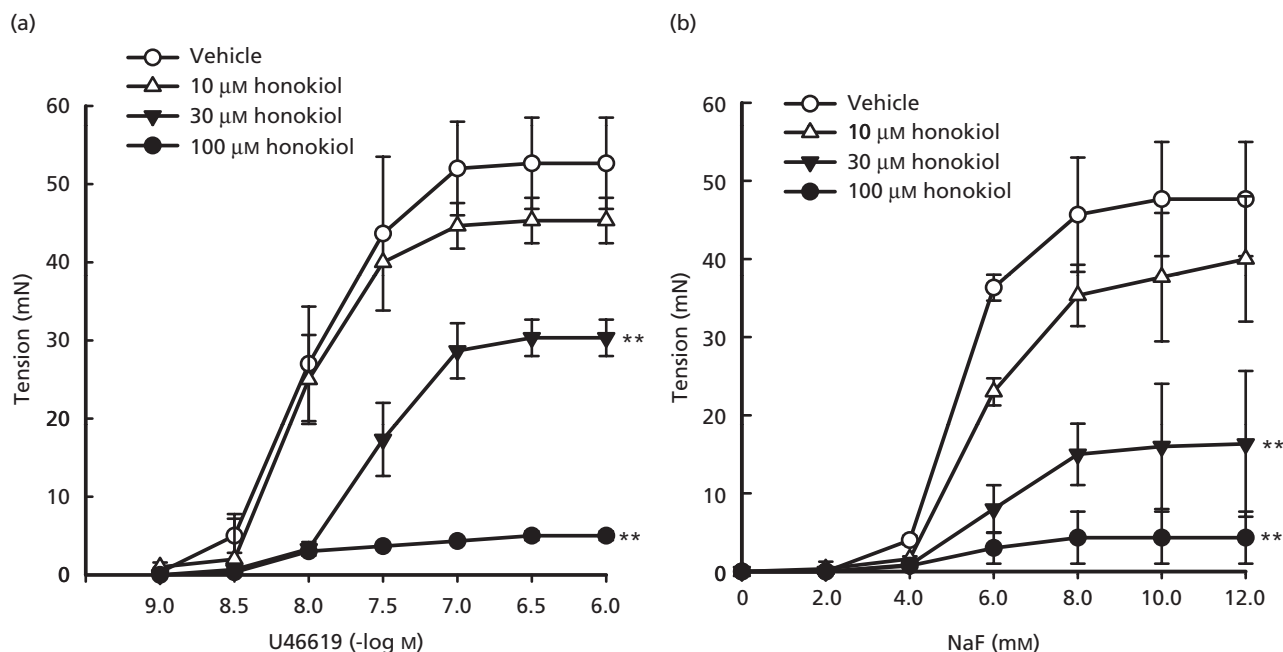 (a)
Vehicle
10 μM honokiol
30 μM honokiol
100 μM honokiol
60
50
40
30
20
10
0
Tension (mN)
**
**
9.0 8.5 8.0 7.5 7.0 6.5 6.0
U46619 (-log M)
(b)
Vehicle
10 μM honokiol
30 μM honokiol
100 μM honokiol
60
50
40
30
20
10
0
Tension (mN)
**
**
0 2.0 4.0 6.0 8.0 10.0 12.0
NaF (mM)